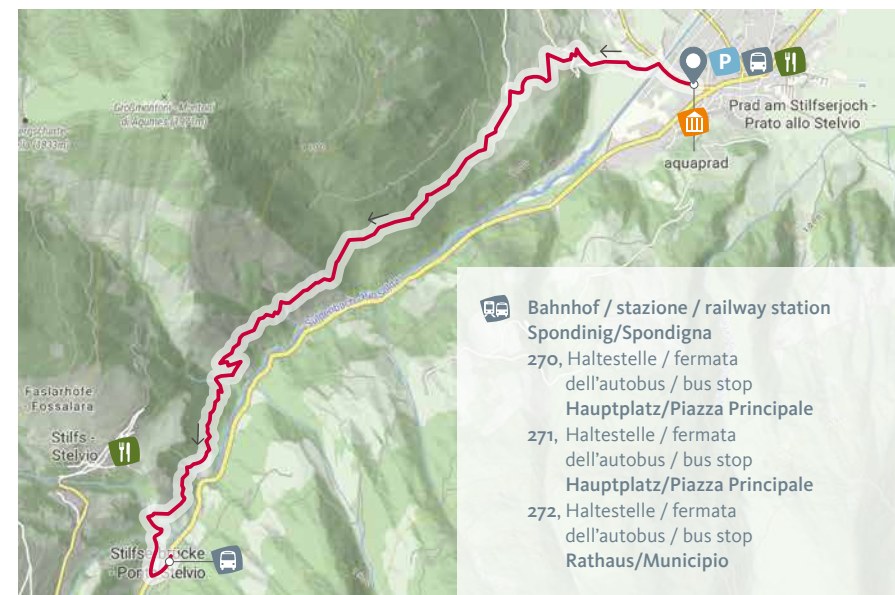 P
Prad am Stilfserjoch -
Prato allo Stelvio
aquaprad
Faslarhöfe
Fossalara
Stilfs -
Stelvio
Bahnhof / stazione / railway station
Spondinig/Spondigna
270, Haltestelle / fermata
dell'autobus / bus stop
Hauptplatz/Piazza Principale
271, Haltestelle / fermata
dell'autobus / bus stop
Hauptplatz/Piazza Principale
272, Haltestelle / fermata
dell'autobus / bus stop
Rathaus/Municipio